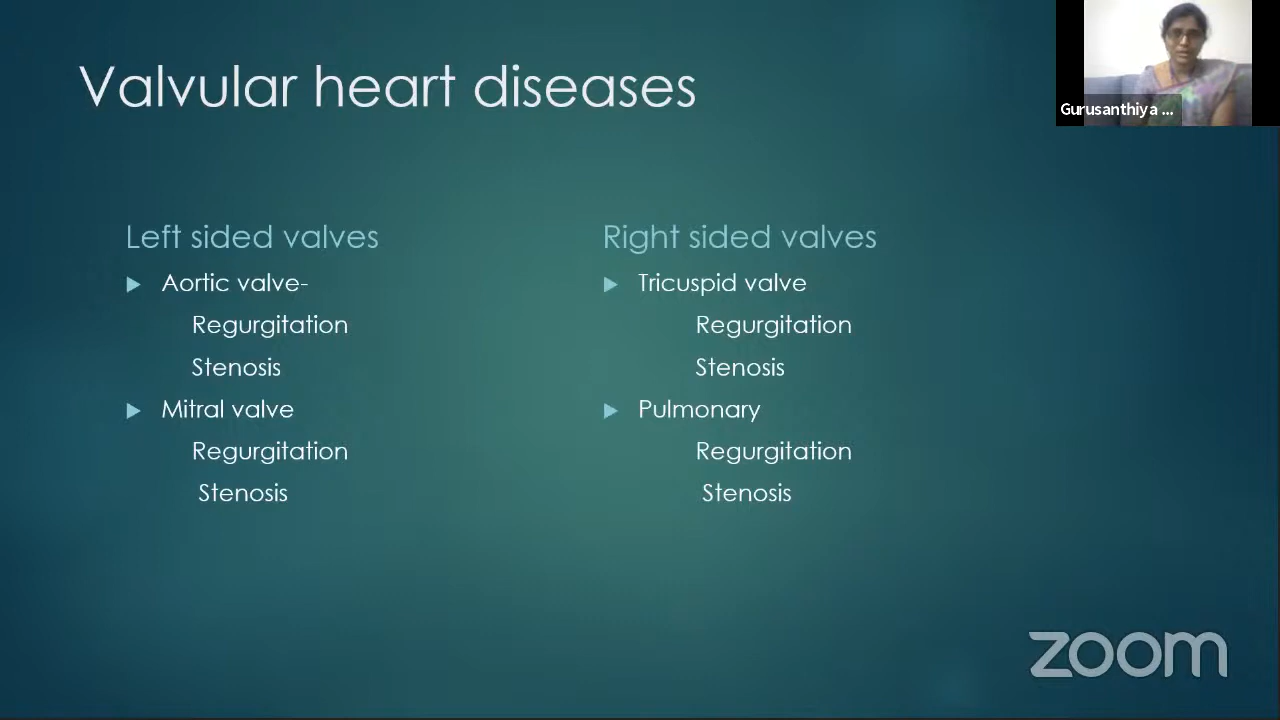 Valvular heart diseases
Gurusanthiya ...
Left sided valves
Aortic valve-
Regurgitation
Stenosis
Mitral valve
Regurgitation
Stenosis
Right sided valves
Tricuspid valve
Regurgitation
Stenosis
Pulmonary
Regurgitation
Stenosis
zoom